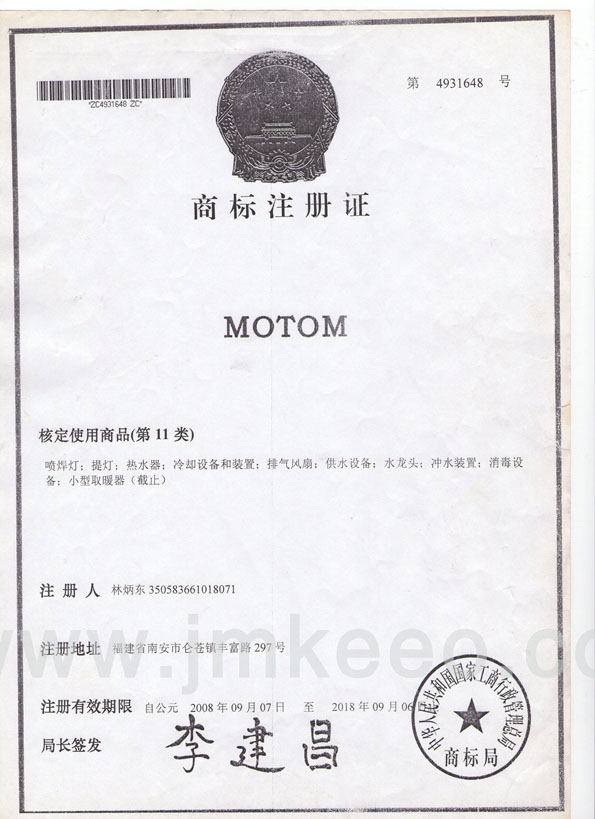 第 4931648 号
*ZC4931648 ZC*
商标注册证
MOTOM
核定使用商品(第 11 类)
喷焊灯；提灯；热水器；冷却设备和装置；排气风扇；供水设备；水龙头；冲水装置；消毒设
备；小型取暖器（截止）
注册人 林炳东 350583661018071
www.jmkeeo.co
注册地址 福建省南安市仑苍镇丰富路 297 号
注册有效期限 自公元 2008 年 09 月 07 日 至 2018 年 09 月 06
局长签发 李建昌
中华人民共和国国家工商行政管理总局
商标局